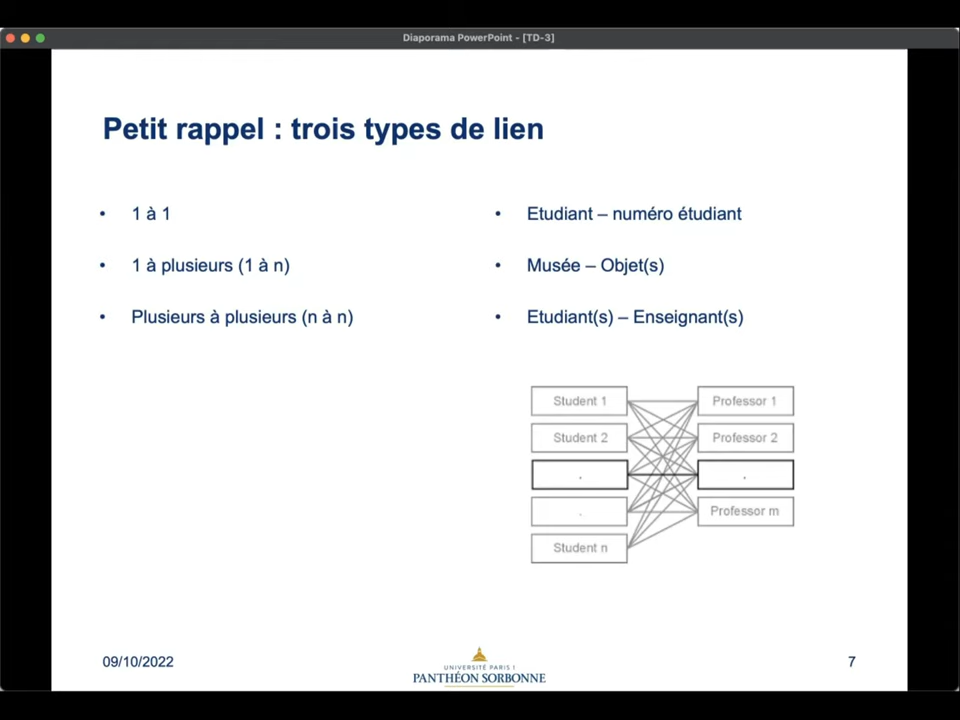 Diaporama PowerPoint - [TD-3]
Petit rappel : trois types de lien
• 1 à 1
• 1 à plusieurs (1 à n)
• Plusieurs à plusieurs (n à n)
• Etudiant – numéro étudiant
• Musée – Objet(s)
• Etudiant(s) – Enseignant(s)
Student 1
Professor 1
Student 2
Professor 2
.
.
.
Professor m
Student n
09/10/2022
UNIVERSITÉ PARIS 1
PANTHÉON SORBONNE
7